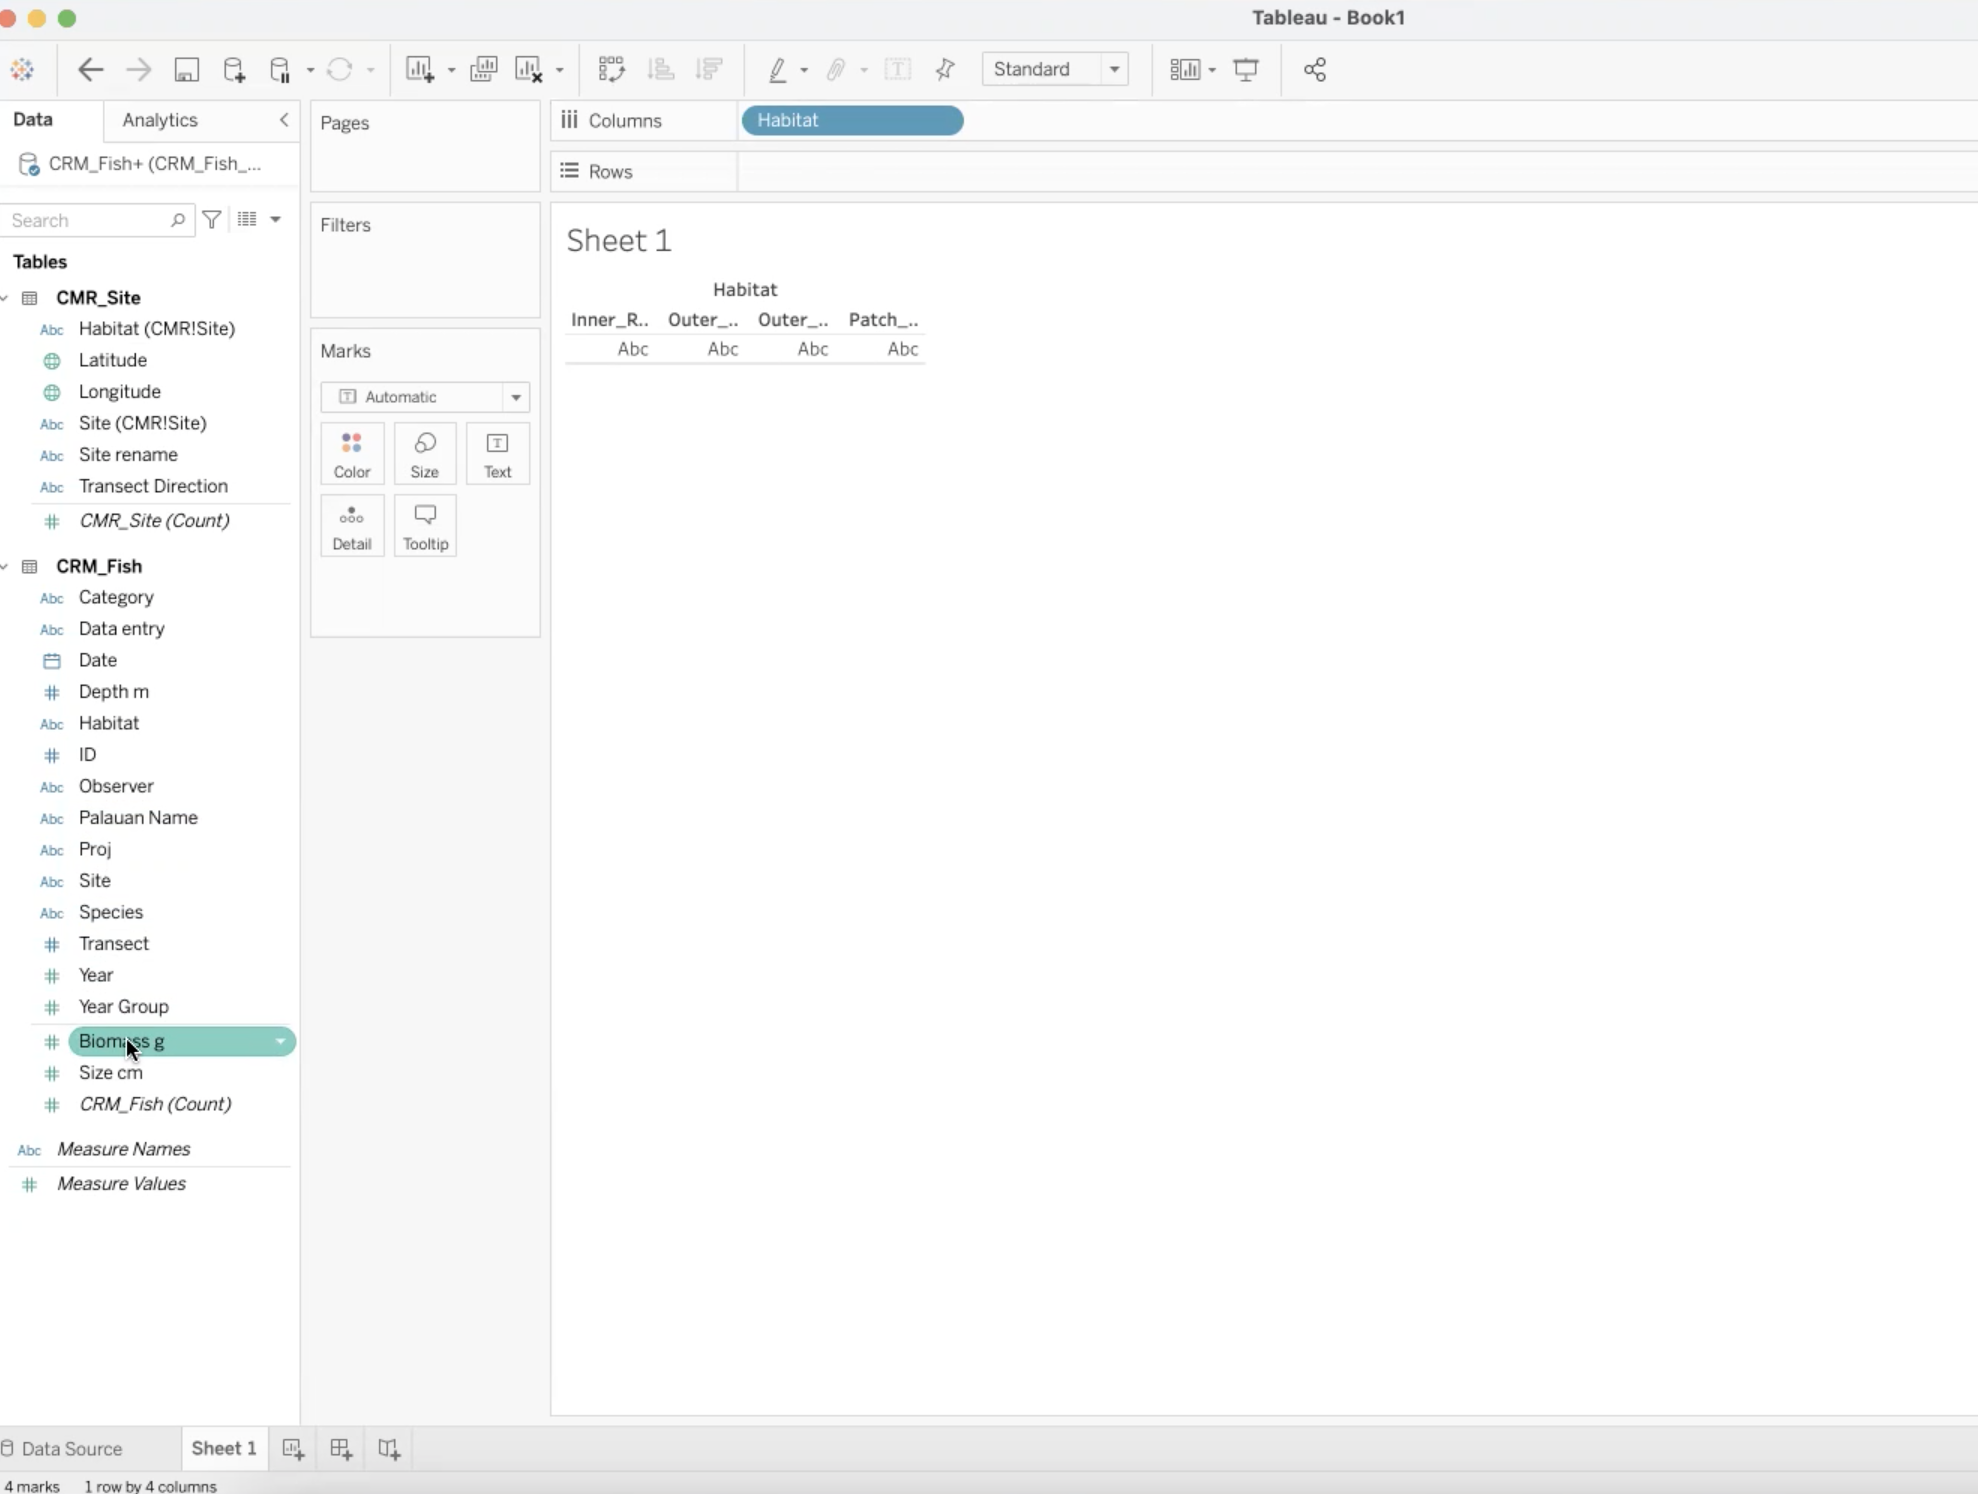 Tableau - Book1
Standard
Data
Analytics
CRM_Fish+ (CRM_Fish_...
Search
Tables
CMR_Site
Abc Habitat (CMR!Site)
Latitude
Longitude
Abc Site (CMR!Site)
Abc Site rename
Abc Transect Direction
# CMR_Site (Count)
CRM_Fish
Abc Category
Abc Data entry
Date
# Depth m
Abc Habitat
# ID
Abc Observer
Abc Palauan Name
Abc Proj
Abc Site
Abc Species
# Transect
# Year
# Year Group
# Biomass g
# Size cm
# CRM_Fish (Count)
Abc Measure Names
# Measure Values
Pages
Filters
Marks
T Automatic
Color Size Text
Detail Tooltip
Columns Habitat
Rows
Sheet 1
Habitat
Inner_R.. Outer_.. Outer_.. Patch_..
Abc Abc Abc Abc
Data Source Sheet 1
4 marks 1 row by 4 columns